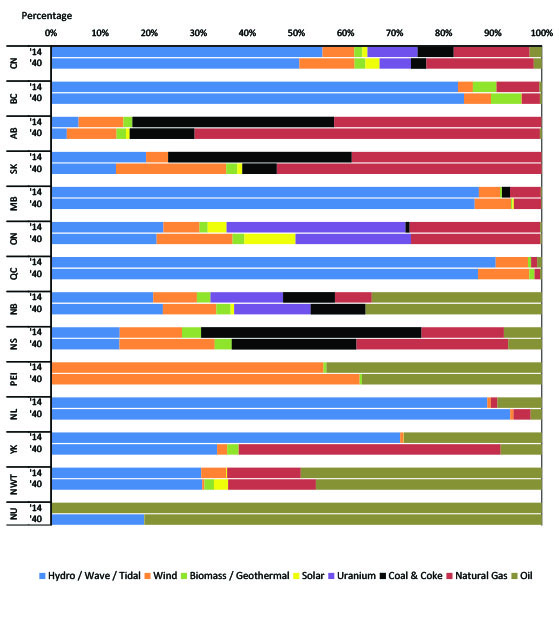 Percentage
0% 10% 20% 30% 40% 50% 60% 70% 80% 90% 100%
CN '14
'40
BC '14
'40
AB '14
'40
SK '14
'40
MB '14
'40
ON '14
'40
QC '14
'40
NB '14
'40
NS '14
'40
PEI '14
'40
NL '14
'40
YK '14
'40
NWT '14
'40
NU '14
'40
Hydro / Wave / Tidal Wind Biomass / Geothermal Solar Uranium Coal & Coke Natural Gas Oil